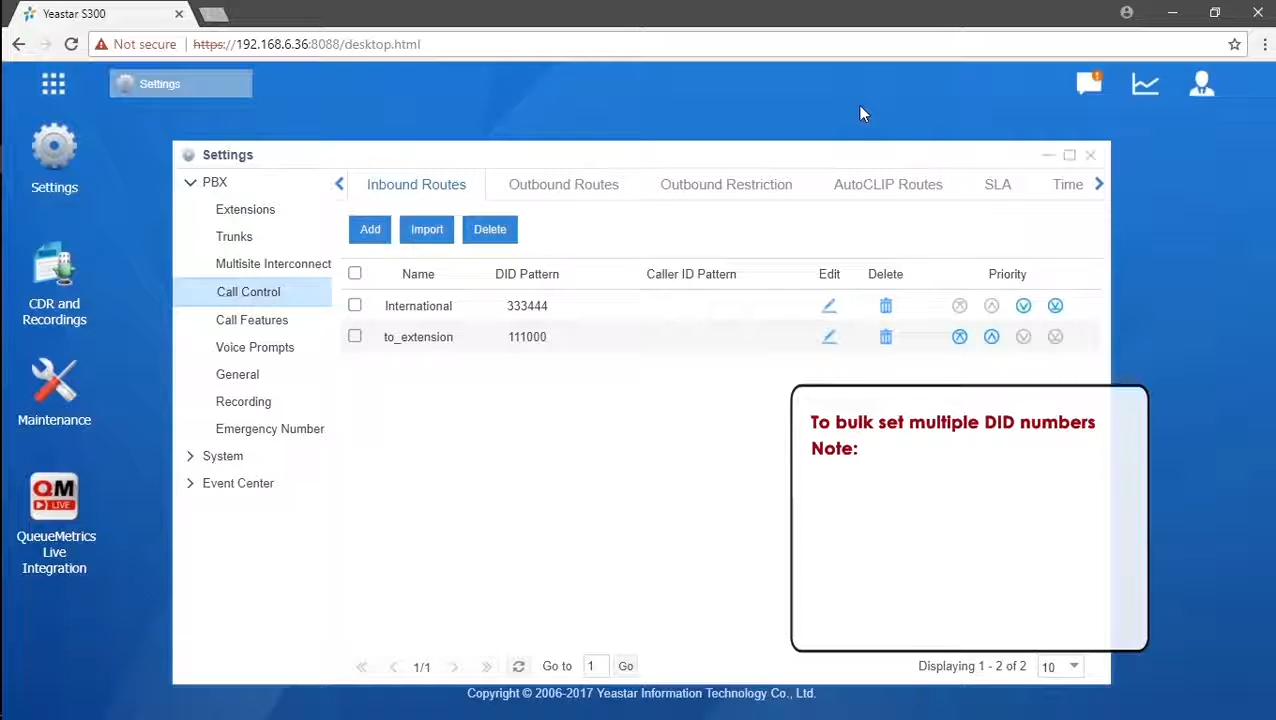 Yeastar S300
Not secure https://192.168.6.36:8088/desktop.html
Settings
Settings
CDR and
Recordings
Maintenance
QM
LIVE
QueueMetrics
Live
Integration
Settings
PBX
Extensions
Trunks
Multisite Interconnect
Call Control
Call Features
Voice Prompts
General
Recording
Emergency Number
System
Event Center
Inbound Routes Outbound Routes Outbound Restriction AutoCLIP Routes SLA Time
Add Import Delete
Name DID Pattern Caller ID Pattern Edit Delete Priority
International 333444
to_extension 111000
To bulk set multiple DID numbers
Note:
1/1 Go to 1 Go Displaying 1 - 2 of 2 10
Copyright © 2006-2017 Yeastar Information Technology Co., Ltd.